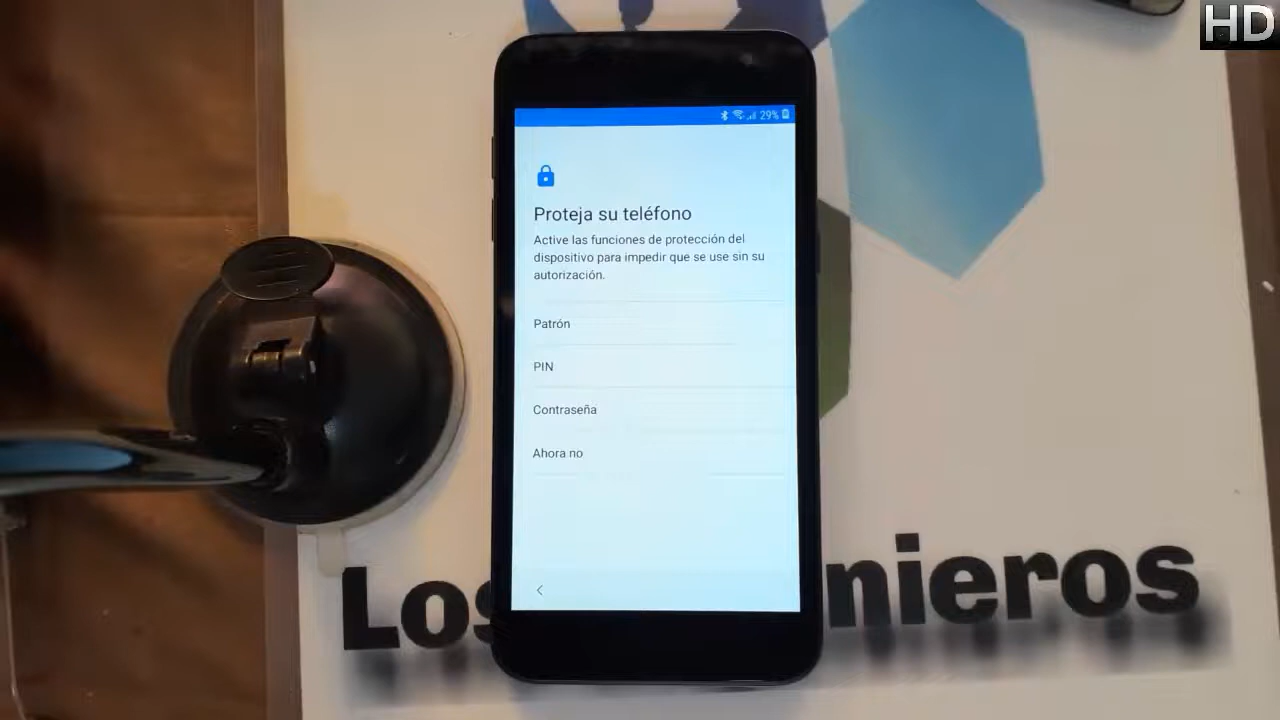 HD
29%
Proteja su teléfono
Active las funciones de protección del
dispositivo para impedir que se use sin su
autorización.
Patrón
PIN
Contraseña
Ahora no
Los nieros